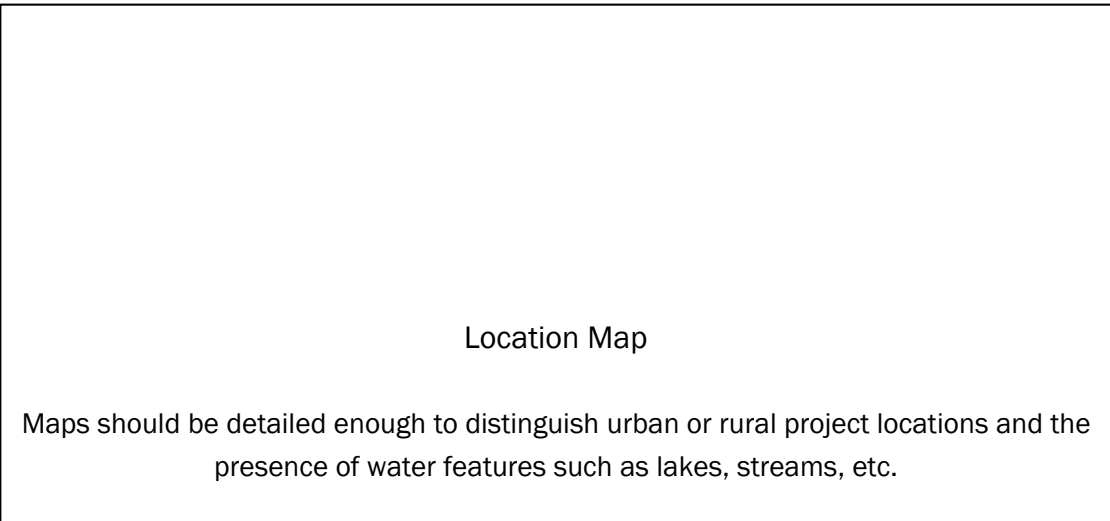 Location Map
Maps should be detailed enough to distinguish urban or rural project locations and the
presence of water features such as lakes, streams, etc.